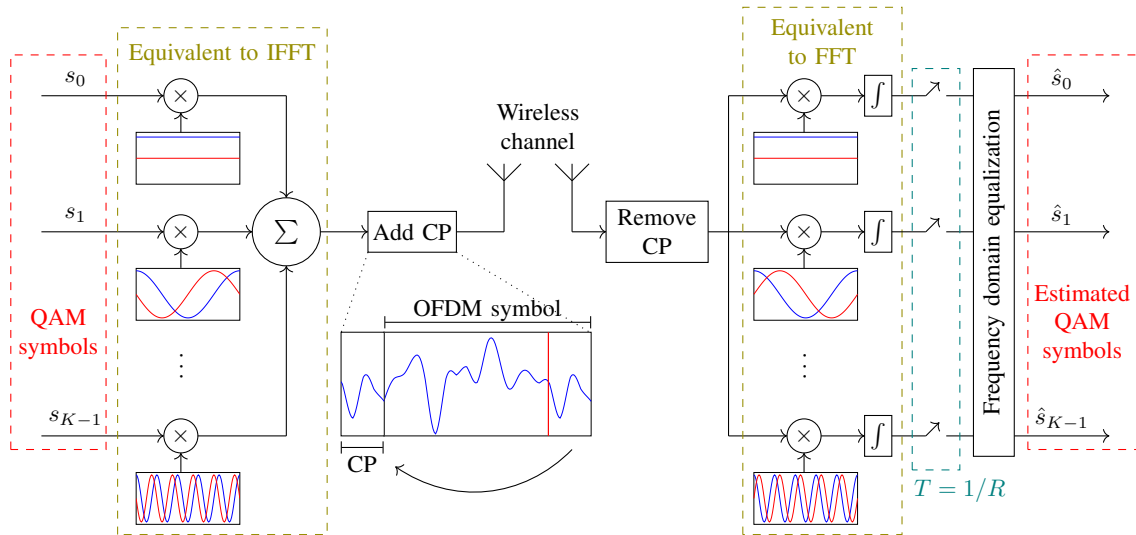 Equivalent to IFFT
s_0
×
s_1
×
∑
QAM
symbols
⋮
s_{K−1}
×
Add CP
Wireless
channel
OFDM symbol
CP
Remove
CP
Equivalent
to FFT
×
∫
×
∫
⋮
×
∫
T = 1/R
Frequency domain equalization
ŝ_0
ŝ_1
Estimated
QAM
symbols
ŝ_{K−1}